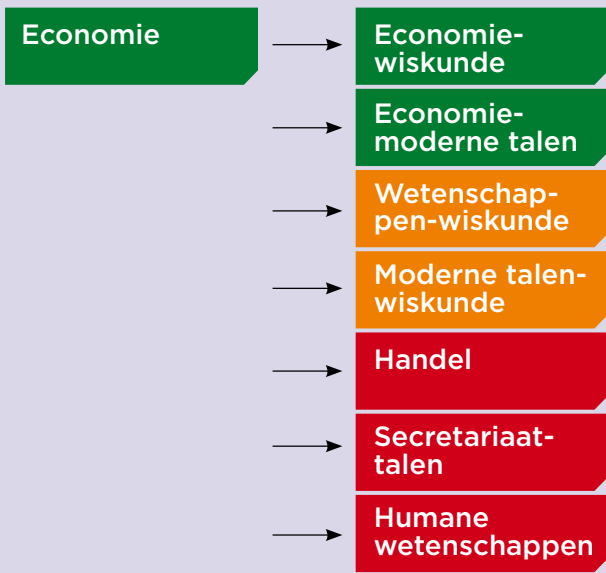 Economie
Economie-
wiskunde
Economie-
moderne talen
Wetenschap-
pen-wiskunde
Moderne talen-
wiskunde
Handel
Secretariaat-
talen
Humane
wetenschappen